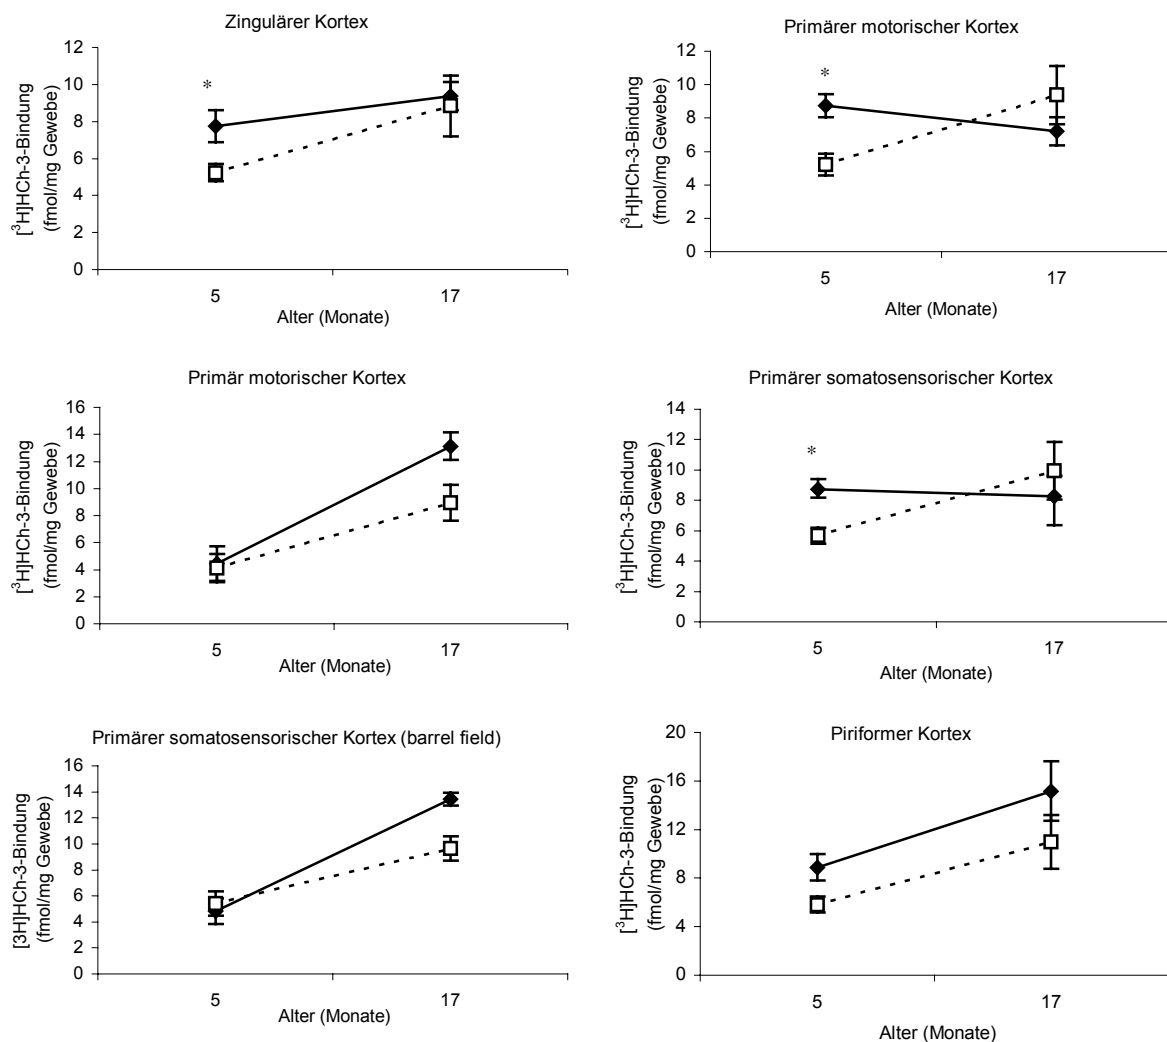 Zingulärer Kortex
[³H]HCh-3-Bindung
(fmol/mg Gewebe)
12
10
8
6
4
2
0
*
5
17
Alter (Monate)
Primärer motorischer Kortex
[³H]HCh-3-Bindung
(fmol/mg Gewebe)
12
10
8
6
4
2
0
*
5
17
Alter (Monate)
Primär motorischer Kortex
[³H]HCh-3-Bindung
(fmol/mg Gewebe)
16
14
12
10
8
6
4
2
0
5
17
Alter (Monate)
Primärer somatosensorischer Kortex
[³H]HCh-3-Bindung
(fmol/mg Gewebe)
14
12
10
8
6
4
2
0
*
5
17
Alter (Monate)
Primärer somatosensorischer Kortex (barrel field)
[3H]HCh-3-Bindung
(fmol/mg Gewebe)
16
14
12
10
8
6
4
2
0
5
17
Alter (Monate)
Piriformer Kortex
[³H]HCh-3-Bindung
(fmol/mg Gewebe)
20
16
12
8
4
0
5
17
Alter (Monate)